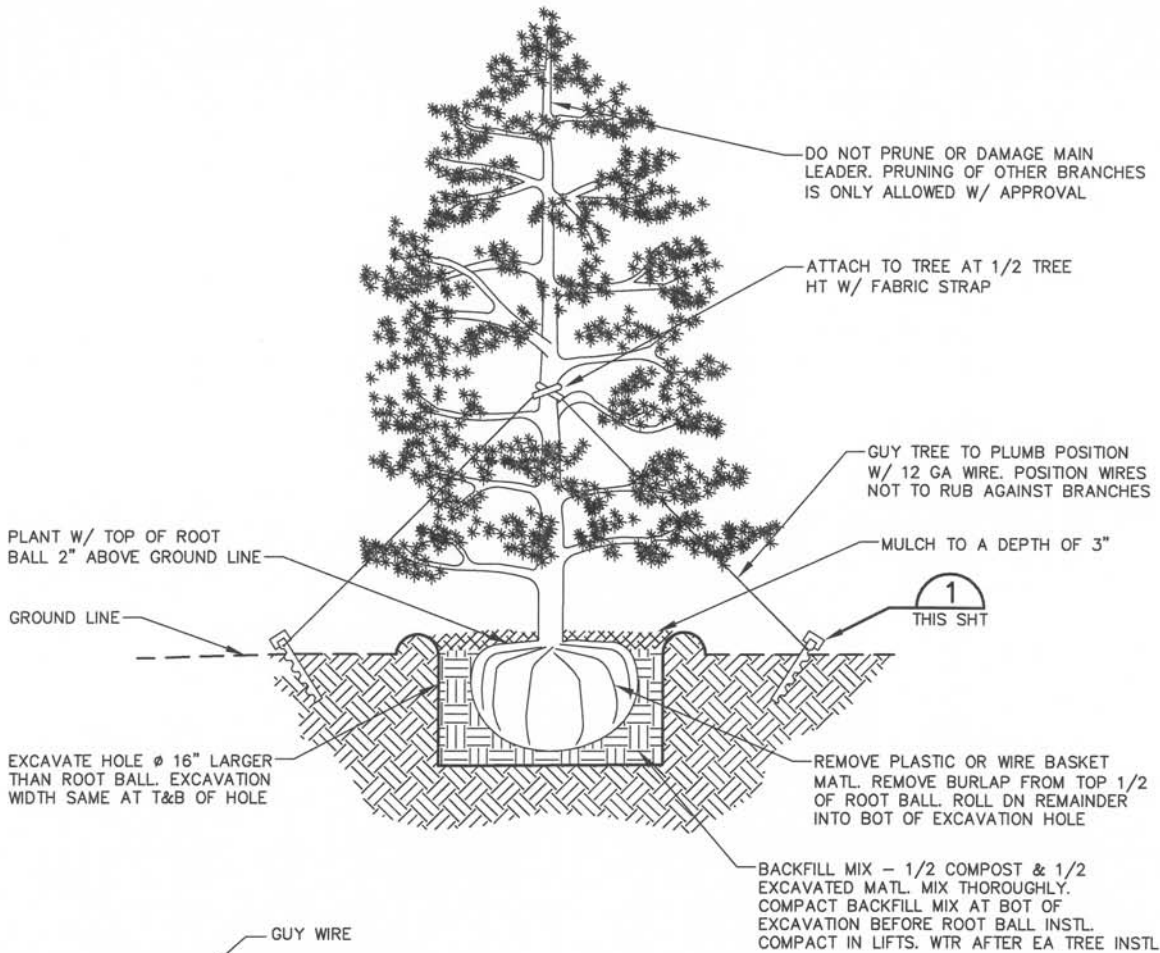 DO NOT PRUNE OR DAMAGE MAIN
LEADER. PRUNING OF OTHER BRANCHES
IS ONLY ALLOWED W/ APPROVAL
ATTACH TO TREE AT 1/2 TREE
HT W/ FABRIC STRAP
GUY TREE TO PLUMB POSITION
W/ 12 GA WIRE. POSITION WIRES
NOT TO RUB AGAINST BRANCHES
PLANT W/ TOP OF ROOT
BALL 2" ABOVE GROUND LINE
MULCH TO A DEPTH OF 3"
1
THIS SHT
GROUND LINE
EXCAVATE HOLE ø 16" LARGER
THAN ROOT BALL. EXCAVATION
WIDTH SAME AT T&B OF HOLE
REMOVE PLASTIC OR WIRE BASKET
MATL. REMOVE BURLAP FROM TOP 1/2
OF ROOT BALL. ROLL DN REMAINDER
INTO BOT OF EXCAVATION HOLE
BACKFILL MIX – 1/2 COMPOST & 1/2
EXCAVATED MATL. MIX THOROUGHLY.
COMPACT BACKFILL MIX AT BOT OF
EXCAVATION BEFORE ROOT BALL INSTL.
COMPACT IN LIFTS. WTR AFTER EA TREE INSTL
GUY WIRE